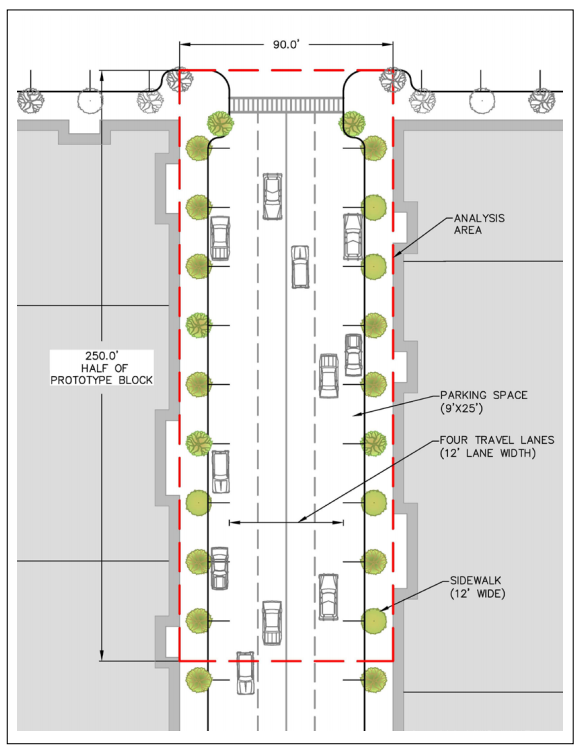 90.0'
ANALYSIS
AREA
250.0'
HALF OF
PROTOTYPE BLOCK
PARKING SPACE
(9'X25')
FOUR TRAVEL LANES
(12' LANE WIDTH)
SIDEWALK
(12' WIDE)